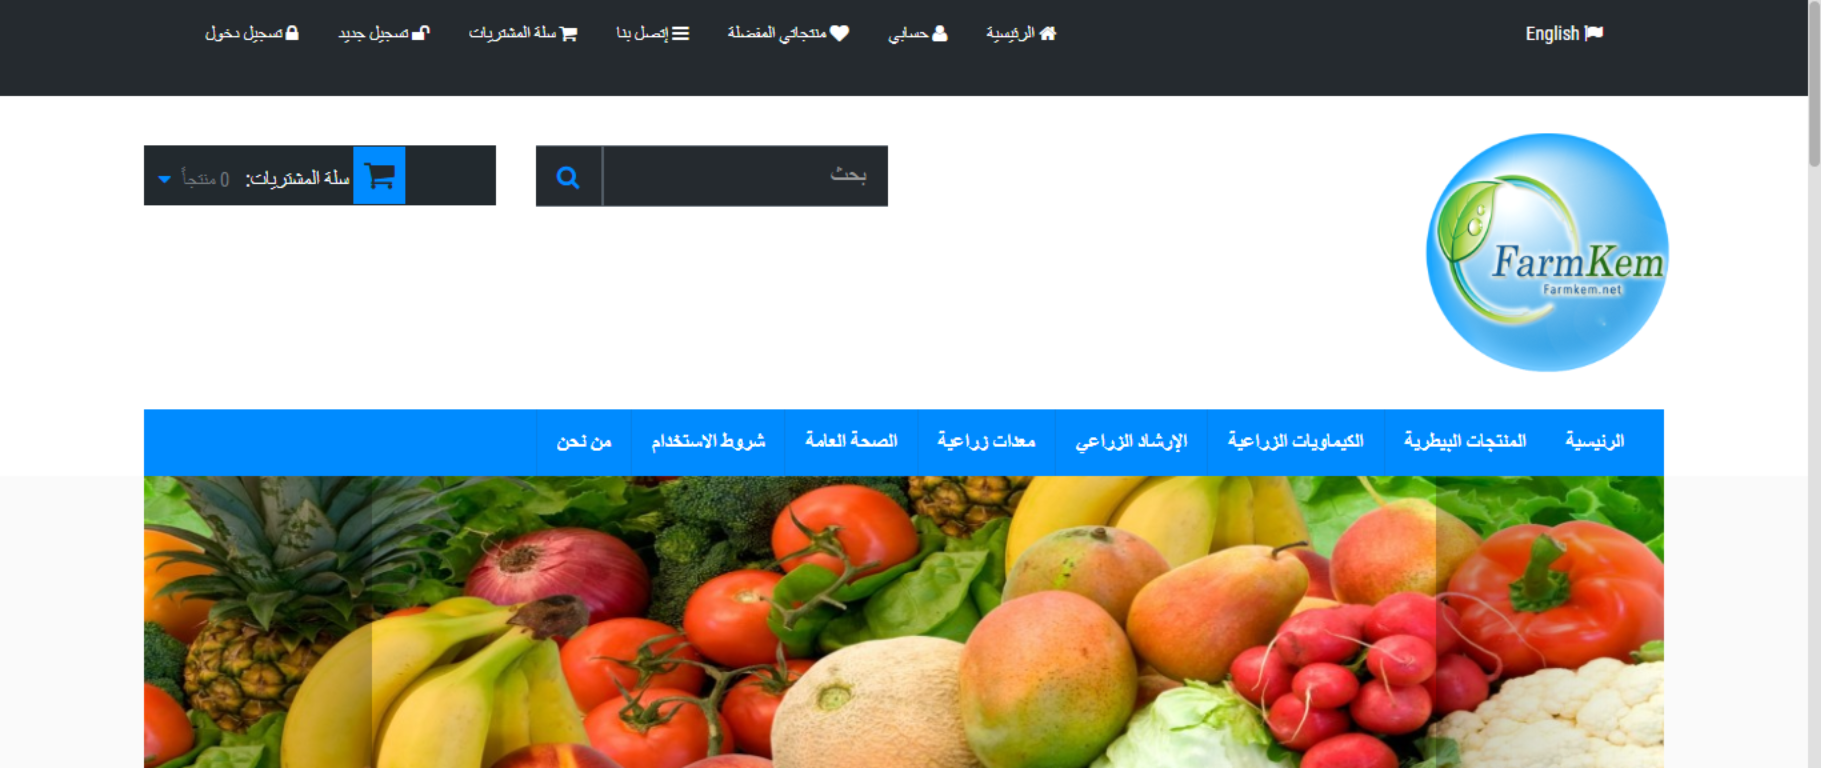 English
الرئيسية
حسابي
منتجاتي المفضلة
إتصل بنا
سلة المشتريات
تسجيل جديد
تسجيل دخول
FarmKem
Farmkem.net
بحث
سلة المشتريات: 0 منتجاً
الرئيسية
المنتجات البيطرية
الكيماويات الزراعية
الإرشاد الزراعي
معدات زراعية
الصحة العامة
شروط الاستخدام
من نحن